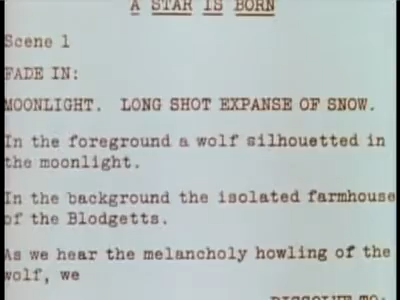 A STAR IS BORN
Scene 1
FADE IN:
MOONLIGHT. LONG SHOT EXPANSE OF SNOW.
In the foreground a wolf silhouetted in
the moonlight.
In the background the isolated farmhouse
of the Blodgetts.
As we hear the melancholy howling of the
wolf, we
DISSOLVE TO: